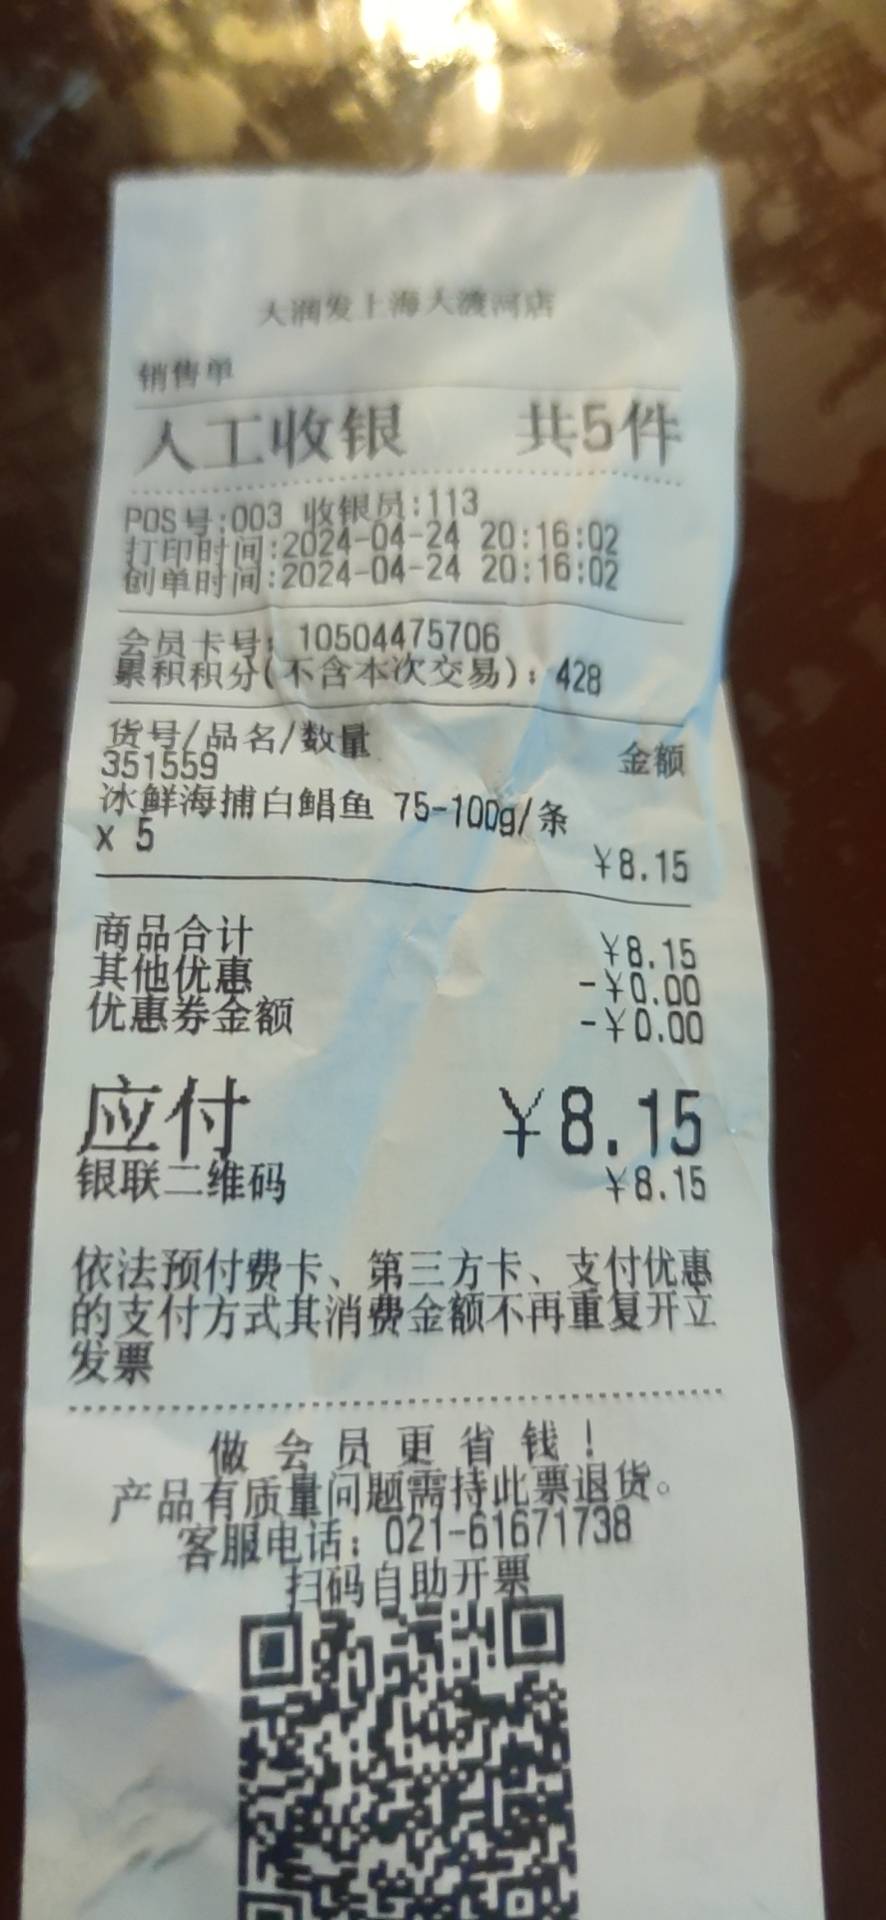 大润发上海大渡河店
销售单
人工收银 共5件
POS号:003 收银员:113
打印时间:2024-04-24 20:16:02
创单时间:2024-04-24 20:16:02
会员卡号: 10504475706
累积积分(不含本次交易): 428
货号/品名/数量 金额
351559
冰鲜海捕白鲳鱼 75-100g/条
x 5 ¥8.15
商品合计 ¥8.15
其他优惠 -¥0.00
优惠券金额 -¥0.00
应付 ¥8.15
银联二维码 ¥8.15
依法预付费卡、第三方卡、支付优惠
的支付方式其消费金额不再重复开立
发票
做会员更省钱!
产品有质量问题需持此票退货。
客服电话: 021-61671738
扫码自助开票